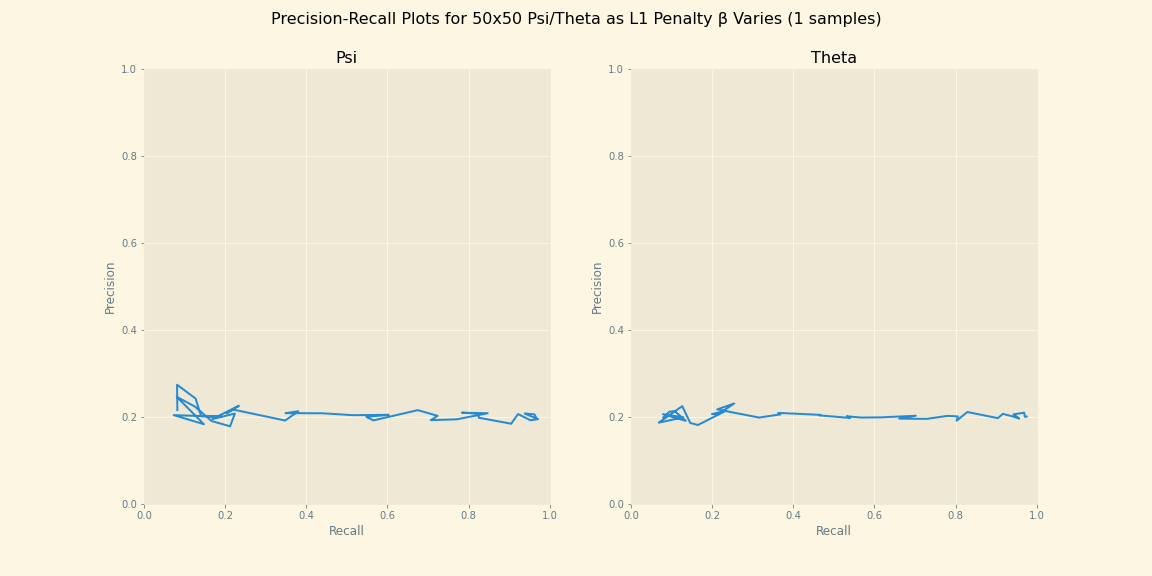 Precision-Recall Plots for 50x50 Psi/Theta as L1 Penalty β Varies (1 samples)
Psi
1.0
0.8
0.6
0.4
0.2
0.0
Precision
0.0 0.2 0.4 0.6 0.8 1.0
Recall
Theta
1.0
0.8
0.6
0.4
0.2
0.0
Precision
0.0 0.2 0.4 0.6 0.8 1.0
Recall